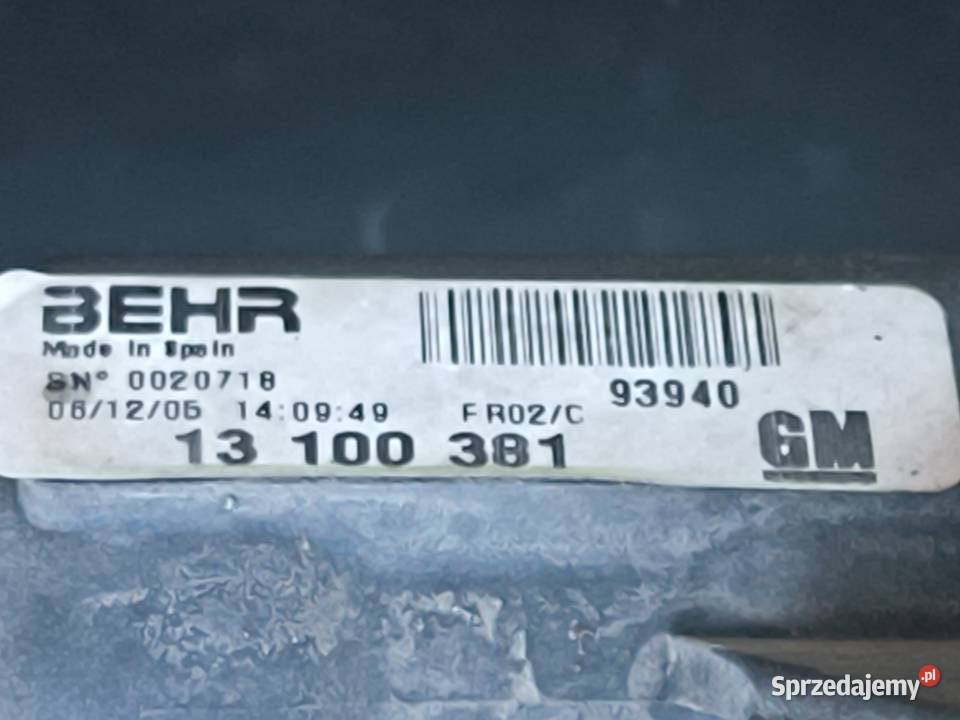 BEHR
Made In Spain
SN° 0020718
93940
06/12/05 14:09:49 FR02/C
13 100 381
GM
Sprzedajemy.pl